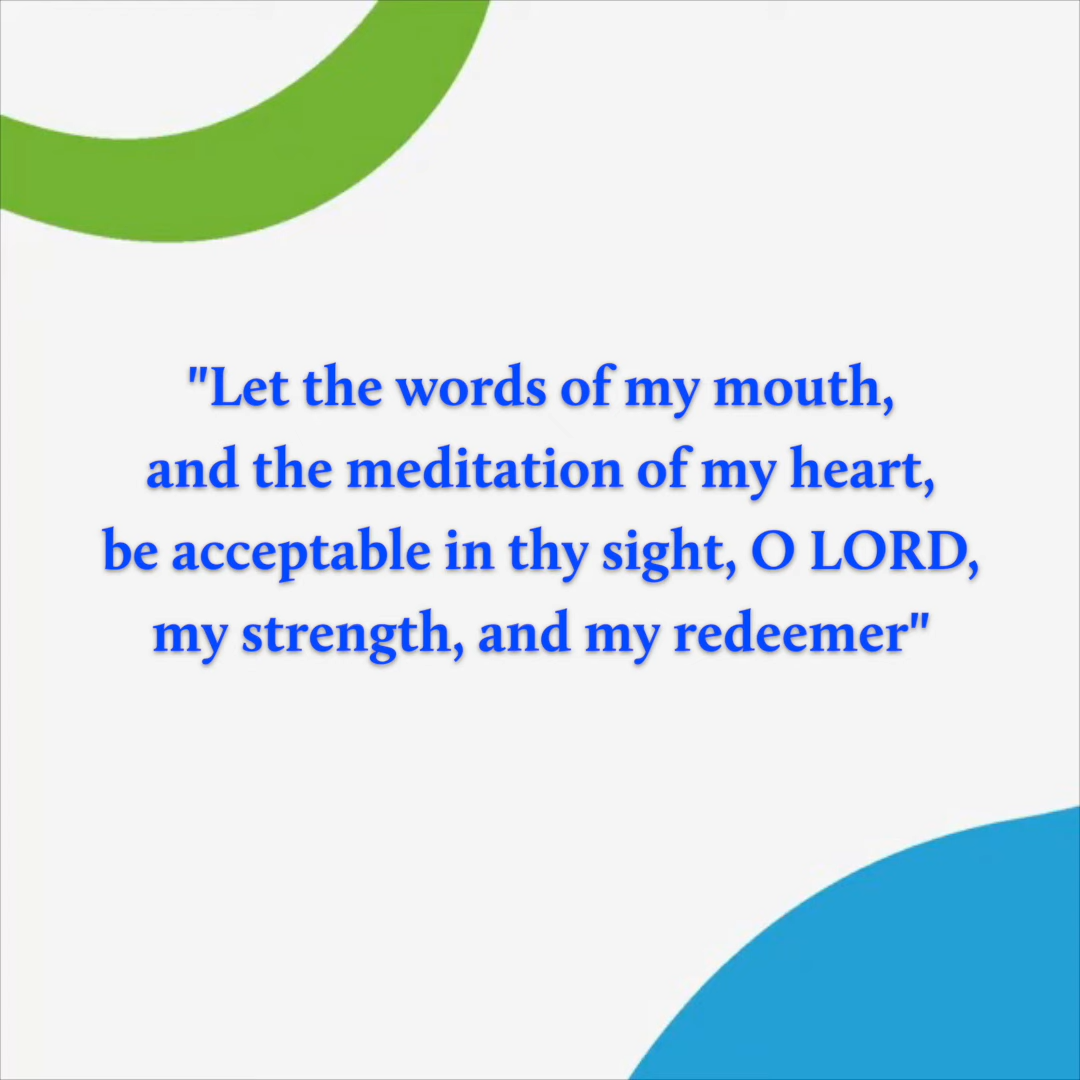 "Let the words of my mouth,
and the meditation of my heart,
be acceptable in thy sight, O LORD,
my strength, and my redeemer"